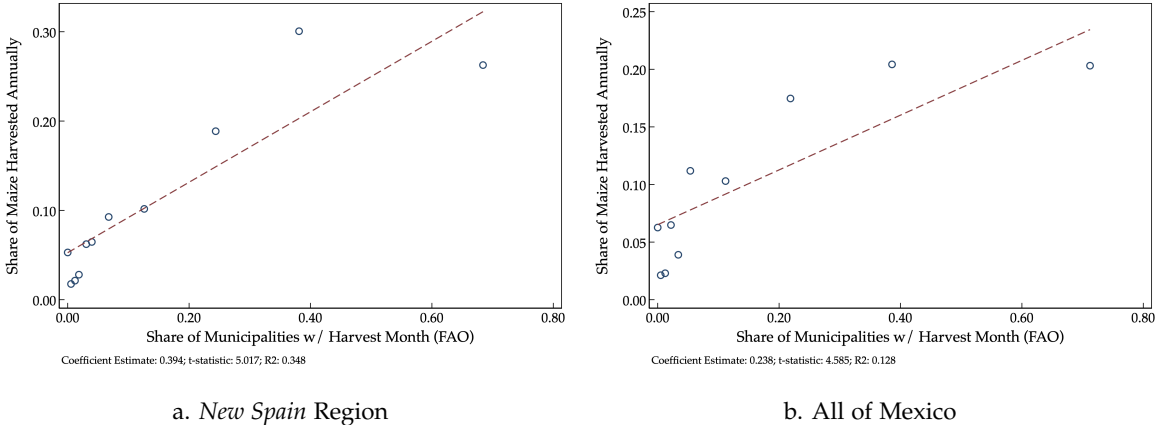 Share of Maize Harvested Annually
0.30
0.20
0.10
0.00
0.00 0.20 0.40 0.60 0.80
Share of Municipalities w/ Harvest Month (FAO)
Coefficient Estimate: 0.394; t-statistic: 5.017; R2: 0.348
a. New Spain Region
Share of Maize Harvested Annually
0.25
0.20
0.15
0.10
0.05
0.00
0.00 0.20 0.40 0.60 0.80
Share of Municipalities w/ Harvest Month (FAO)
Coefficient Estimate: 0.238; t-statistic: 4.585; R2: 0.128
b. All of Mexico